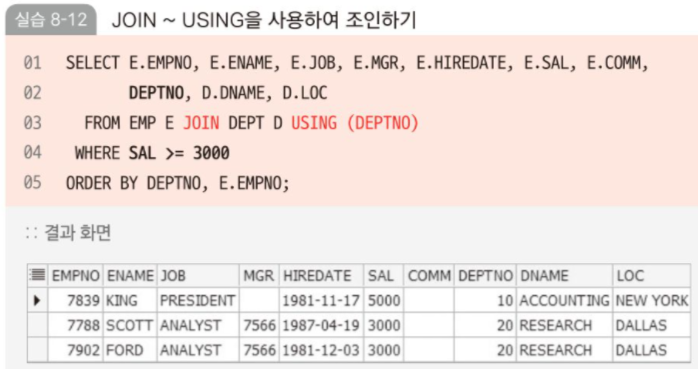 실습 8-12 JOIN ~ USING을 사용하여 조인하기
01 SELECT E.EMPNO, E.ENAME, E.JOB, E.MGR, E.HIREDATE, E.SAL, E.COMM,
02 DEPTNO, D.DNAME, D.LOC
03 FROM EMP E JOIN DEPT D USING (DEPTNO)
04 WHERE SAL >= 3000
05 ORDER BY DEPTNO, E.EMPNO;
:: 결과 화면
EMPNO ENAME JOB MGR HIREDATE SAL COMM DEPTNO DNAME LOC
7839 KING PRESIDENT 1981-11-17 5000 10 ACCOUNTING NEW YORK
7788 SCOTT ANALYST 7566 1987-04-19 3000 20 RESEARCH DALLAS
7902 FORD ANALYST 7566 1981-12-03 3000 20 RESEARCH DALLAS